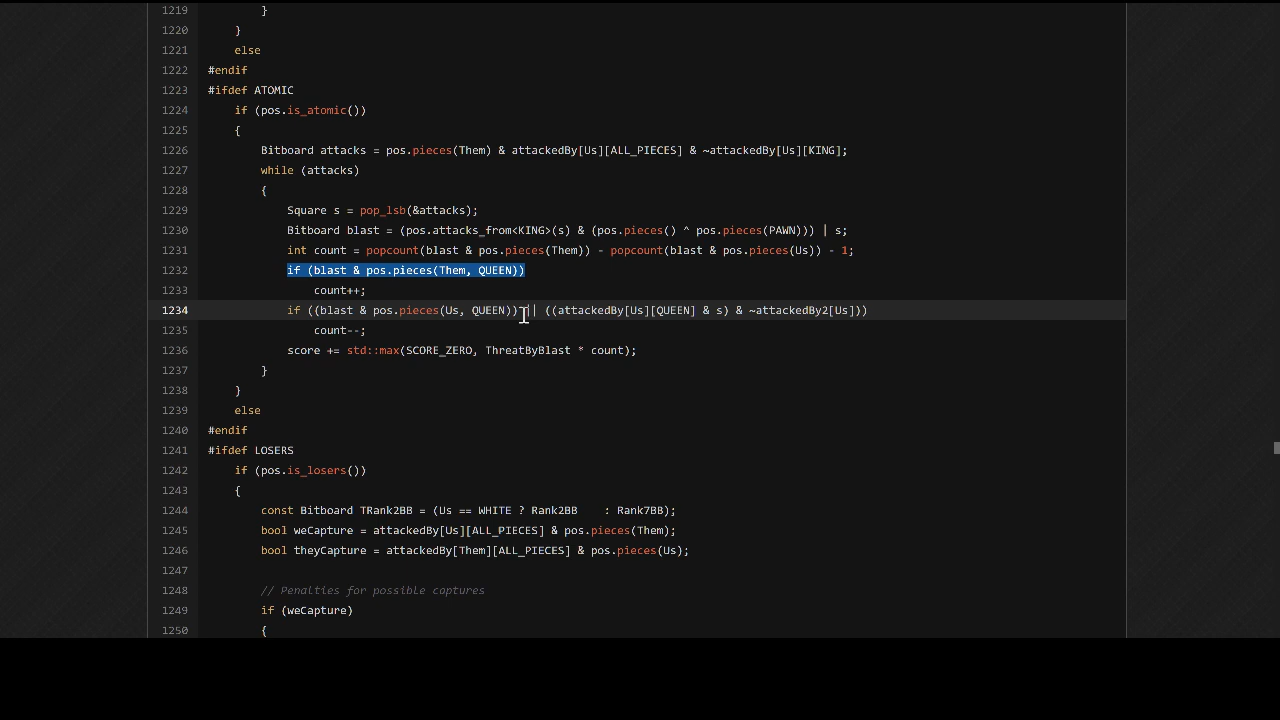 1219 }
1220 }
1221 else
1222 #endif
1223 #ifdef ATOMIC
1224 if (pos.is_atomic())
1225 {
1226 Bitboard attacks = pos.pieces(Them) & attackedBy[Us][ALL_PIECES] & ~attackedBy[Us][KING];
1227 while (attacks)
1228 {
1229 Square s = pop_lsb(&attacks);
1230 Bitboard blast = (pos.attacks_from<KING>(s) & (pos.pieces() ^ pos.pieces(PAWN))) | s;
1231 int count = popcount(blast & pos.pieces(Them)) - popcount(blast & pos.pieces(Us)) - 1;
1232 if (blast & pos.pieces(Them, QUEEN))
1233 count++;
1234 if ((blast & pos.pieces(Us, QUEEN)) || ((attackedBy[Us][QUEEN] & s) & ~attackedBy2[Us]))
1235 count--;
1236 score += std::max(SCORE_ZERO, ThreatByBlast * count);
1237 }
1238 }
1239 else
1240 #endif
1241 #ifdef LOSERS
1242 if (pos.is_losers())
1243 {
1244 const Bitboard TRank2BB = (Us == WHITE ? Rank2BB : Rank7BB);
1245 bool weCapture = attackedBy[Us][ALL_PIECES] & pos.pieces(Them);
1246 bool theyCapture = attackedBy[Them][ALL_PIECES] & pos.pieces(Us);
1247
1248 // Penalties for possible captures
1249 if (weCapture)
1250 {